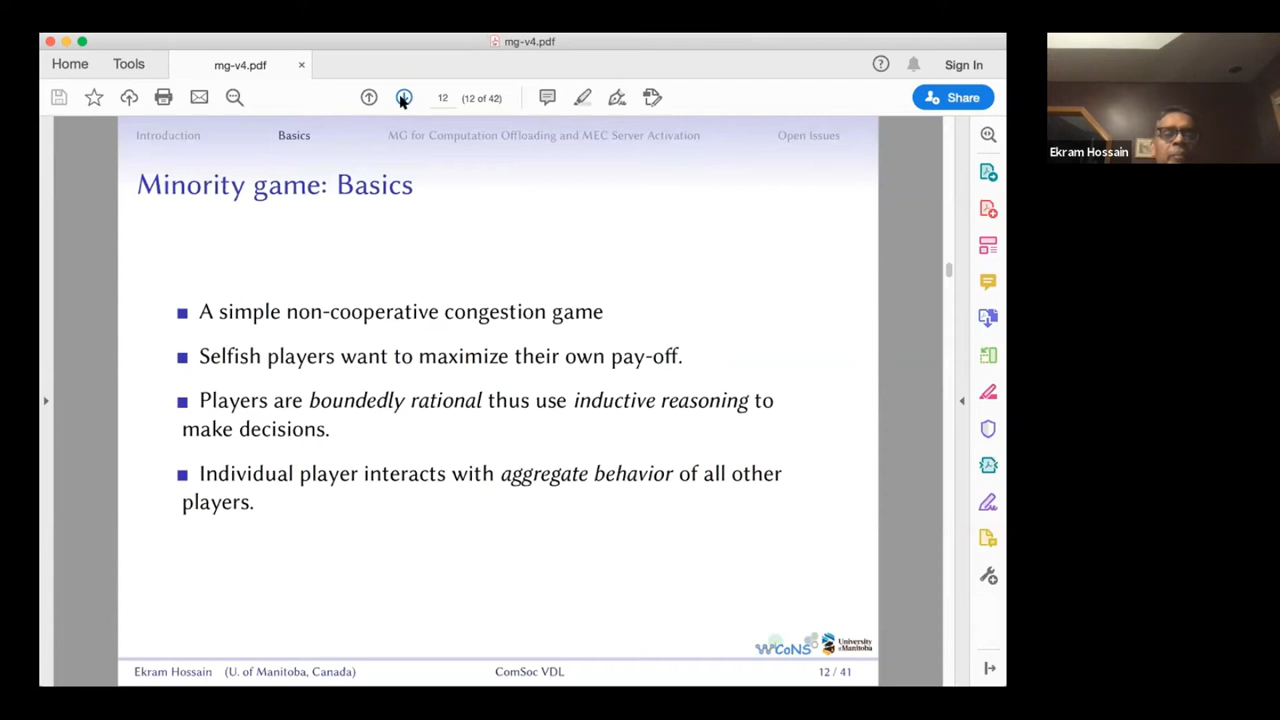 mg-v4.pdf
Home
Tools
mg-v4.pdf
×
Sign In
12
(12 of 42)
Share
Introduction
Basics
MG for Computation Offloading and MEC Server Activation
Open Issues
Minority game: Basics
A simple non-cooperative congestion game
Selfish players want to maximize their own pay-off.
Players are boundedly rational thus use inductive reasoning to
make decisions.
Individual player interacts with aggregate behavior of all other
players.
WCoNS
University
of Manitoba
Ekram Hossain
(U. of Manitoba, Canada)
ComSoc VDL
12 / 41
Ekram Hossain